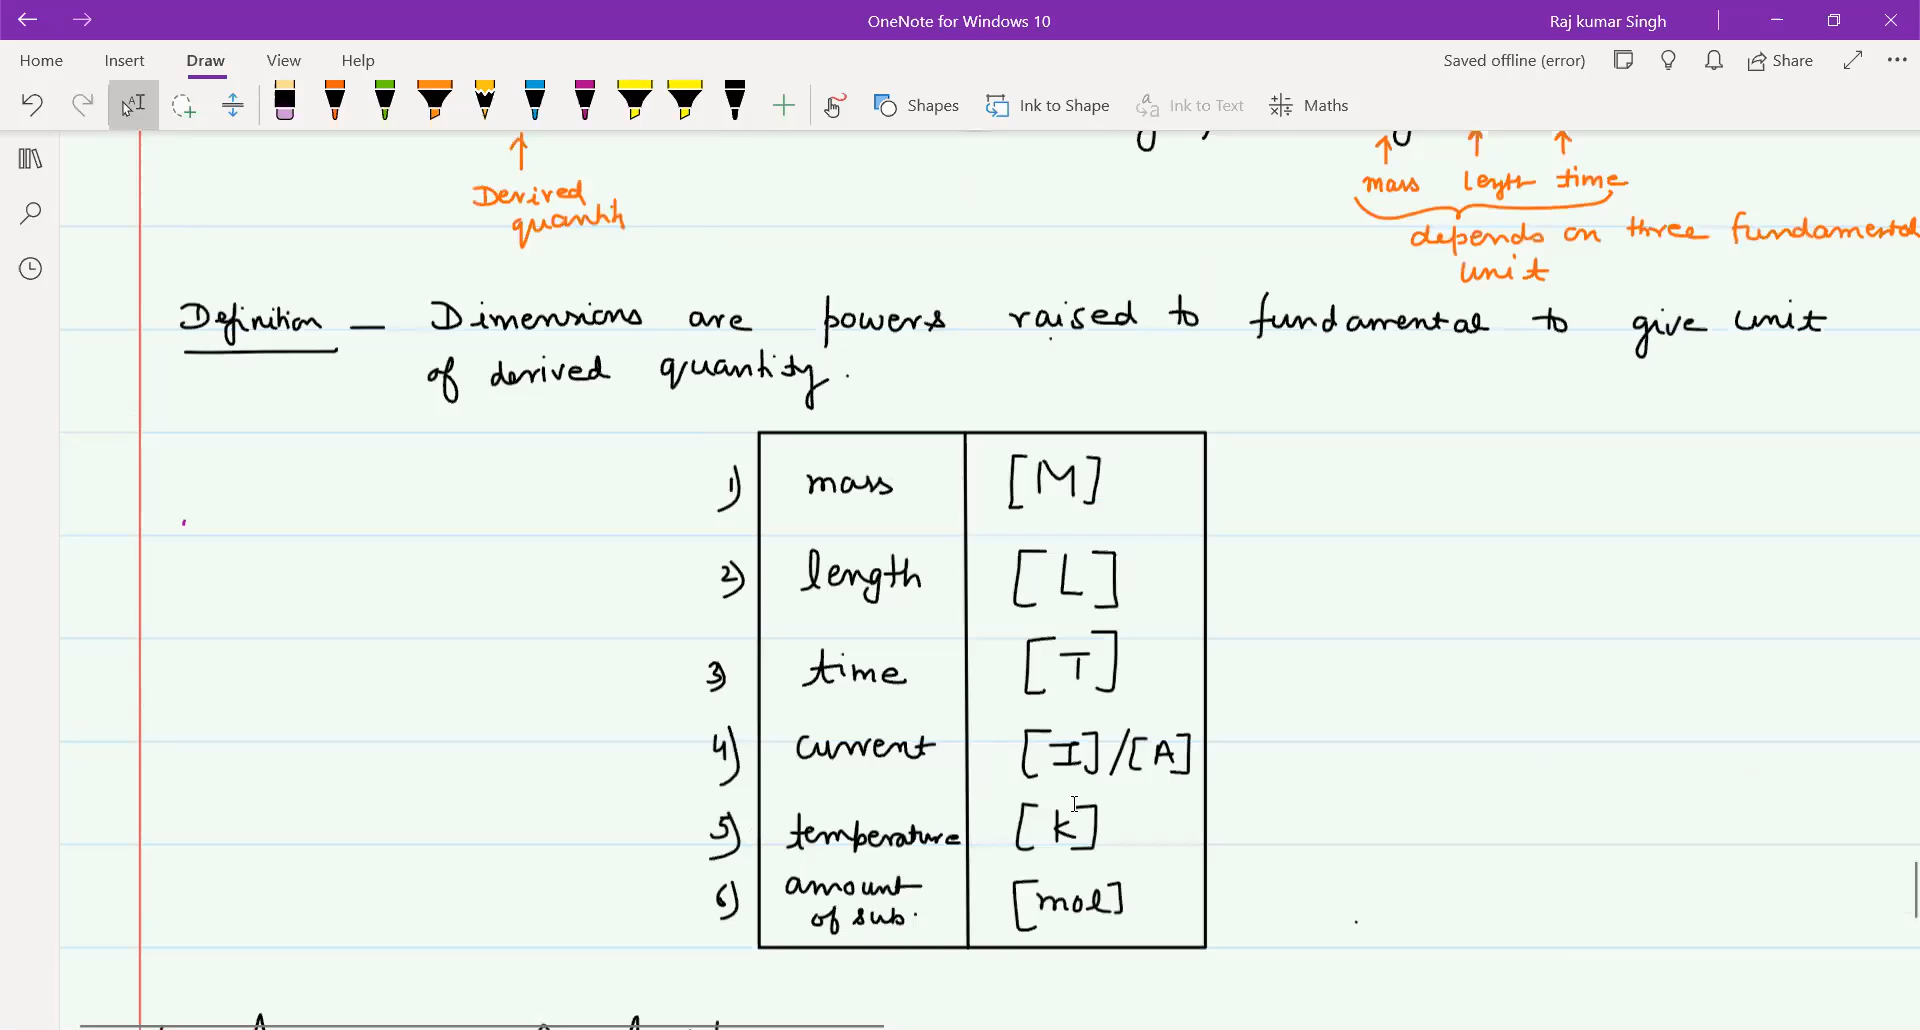 OneNote for Windows 10
Raj kumar Singh
Home Insert Draw View Help
Saved offline (error) Share
Shapes Ink to Shape Ink to Text Maths
mass length time
Derived
quantity
depends on three fundamental
unit
Definition — Dimensions are powers raised to fundamental to give unit
of derived quantity.
1) mass [M]
2) length [L]
3) time [T]
4) current [I]/[A]
5) temperature [K]
6) amount
of sub. [mol]